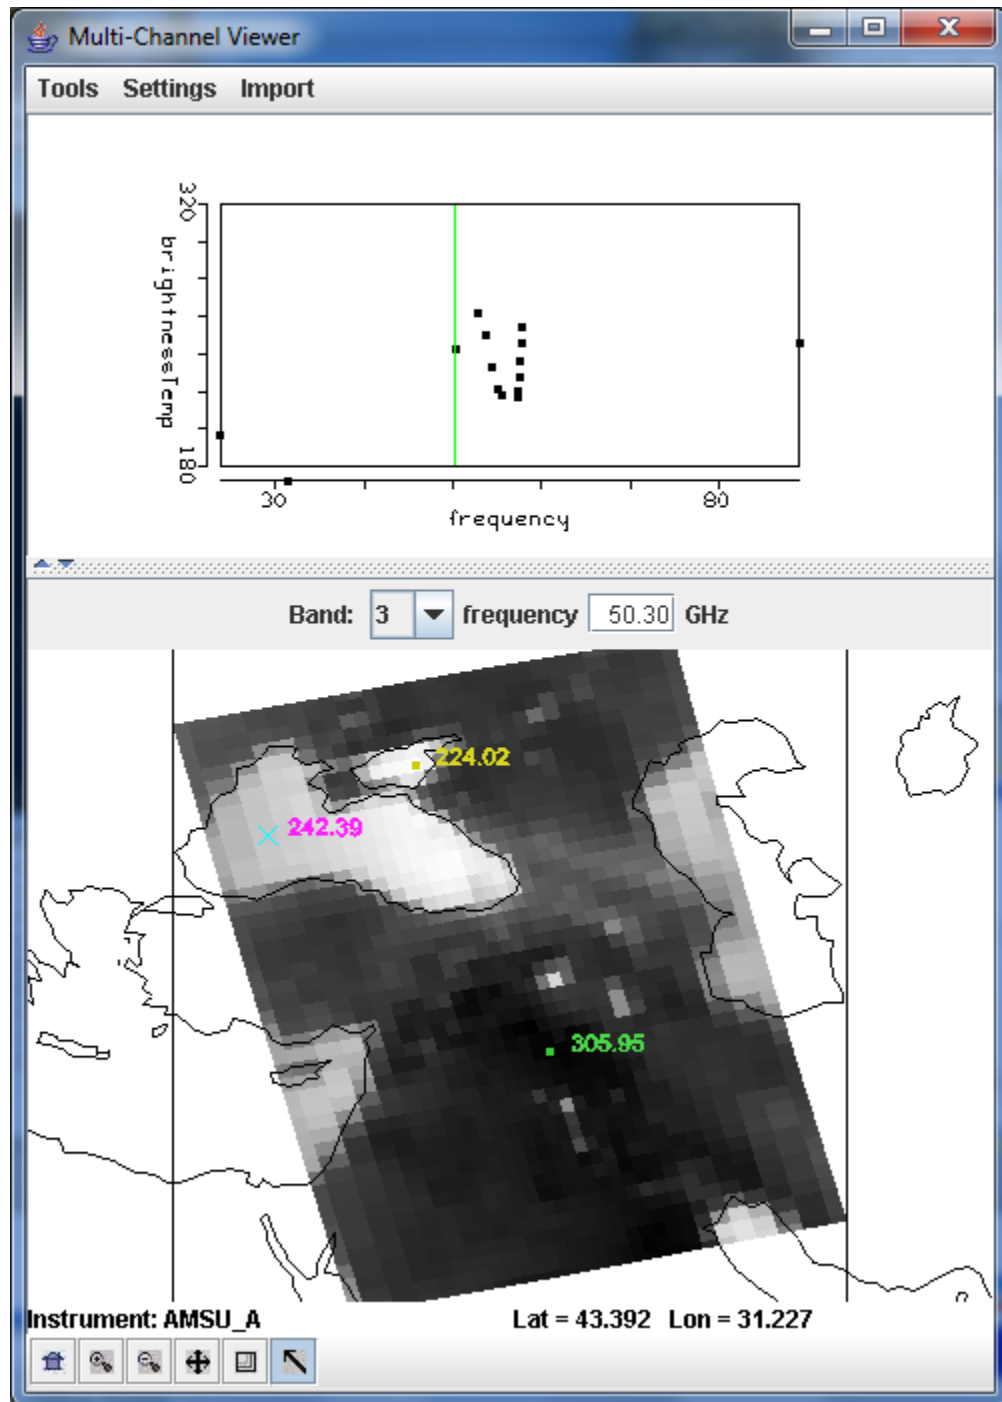 Multi-Channel Viewer
Tools Settings Import
320
brightnessTemp
180
30 80
frequency
Band: 3 frequency 50.30 GHz
224.02
242.39
305.95
Instrument: AMSU_A Lat = 43.392 Lon = 31.227